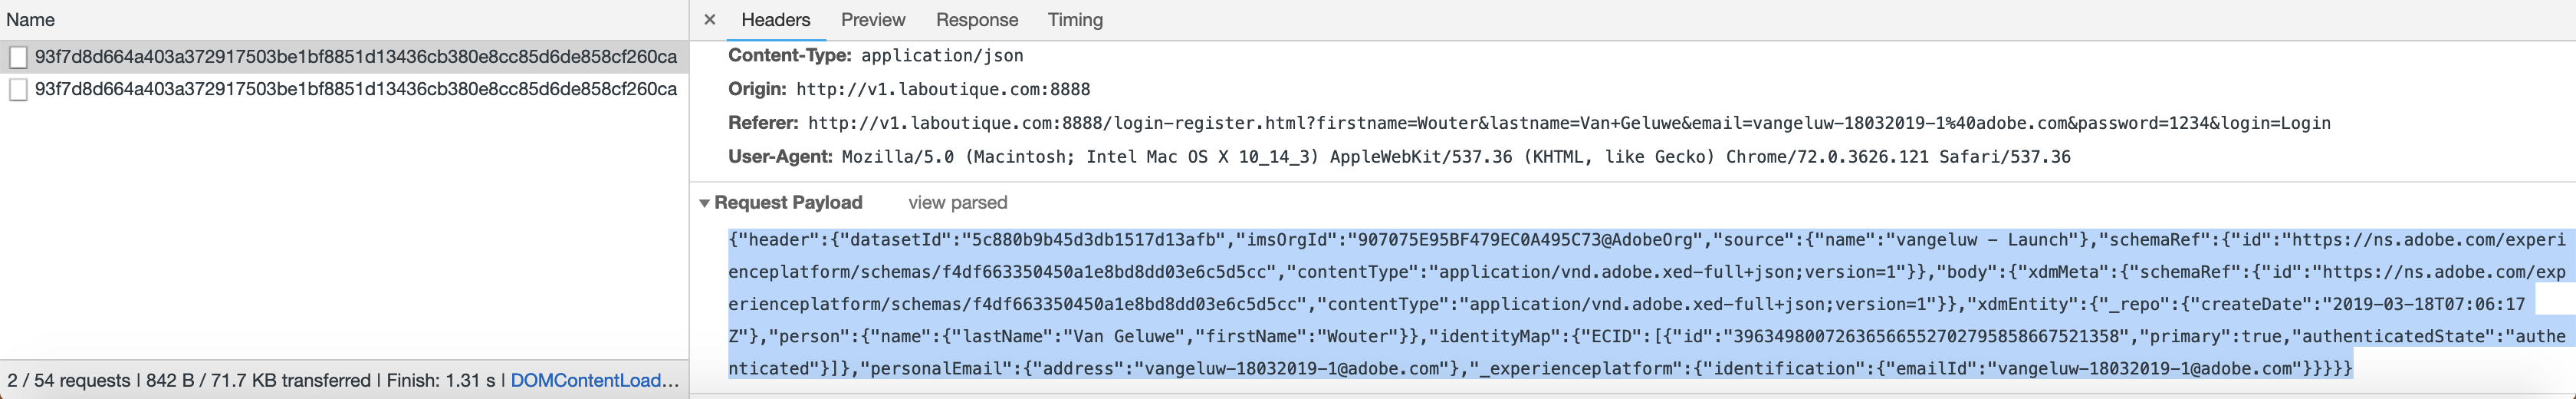 Name
93f7d8d664a403a372917503be1bf8851d13436cb380e8cc85d6de858cf260ca
93f7d8d664a403a372917503be1bf8851d13436cb380e8cc85d6de858cf260ca
2 / 54 requests | 842 B / 71.7 KB transferred | Finish: 1.31 s | DOMContentLoad…
× Headers Preview Response Timing
Content-Type: application/json
Origin: http://v1.laboutique.com:8888
Referer: http://v1.laboutique.com:8888/login-register.html?firstname=Wouter&lastname=Van+Geluwe&email=vangeluw-18032019-1%40adobe.com&password=1234&login=Login
User-Agent: Mozilla/5.0 (Macintosh; Intel Mac OS X 10_14_3) AppleWebKit/537.36 (KHTML, like Gecko) Chrome/72.0.3626.121 Safari/537.36
▼ Request Payload view parsed
{"header":{"datasetId":"5c880b9b45d3db1517d13afb","imsOrgId":"907075E95BF479EC0A495C73@AdobeOrg","source":{"name":"vangeluw - Launch"},"schemaRef":{"id":"https://ns.adobe.com/experi
enceplatform/schemas/f4df663350450a1e8bd8dd03e6c5d5cc","contentType":"application/vnd.adobe.xed-full+json;version=1"}},"body":{"xdmMeta":{"schemaRef":{"id":"https://ns.adobe.com/exp
erienceplatform/schemas/f4df663350450a1e8bd8dd03e6c5d5cc","contentType":"application/vnd.adobe.xed-full+json;version=1"}},"xdmEntity":{"_repo":{"createDate":"2019-03-18T07:06:17
Z"},"person":{"name":{"lastName":"Van Geluwe","firstName":"Wouter"}},"identityMap":{"ECID":[{"id":"39634980072636566552702795858667521358","primary":true,"authenticatedState":"authe
nticated"}]},"personalEmail":{"address":"vangeluw-18032019-1@adobe.com"},"_experienceplatform":{"identification":{"emailId":"vangeluw-18032019-1@adobe.com"}}}}}